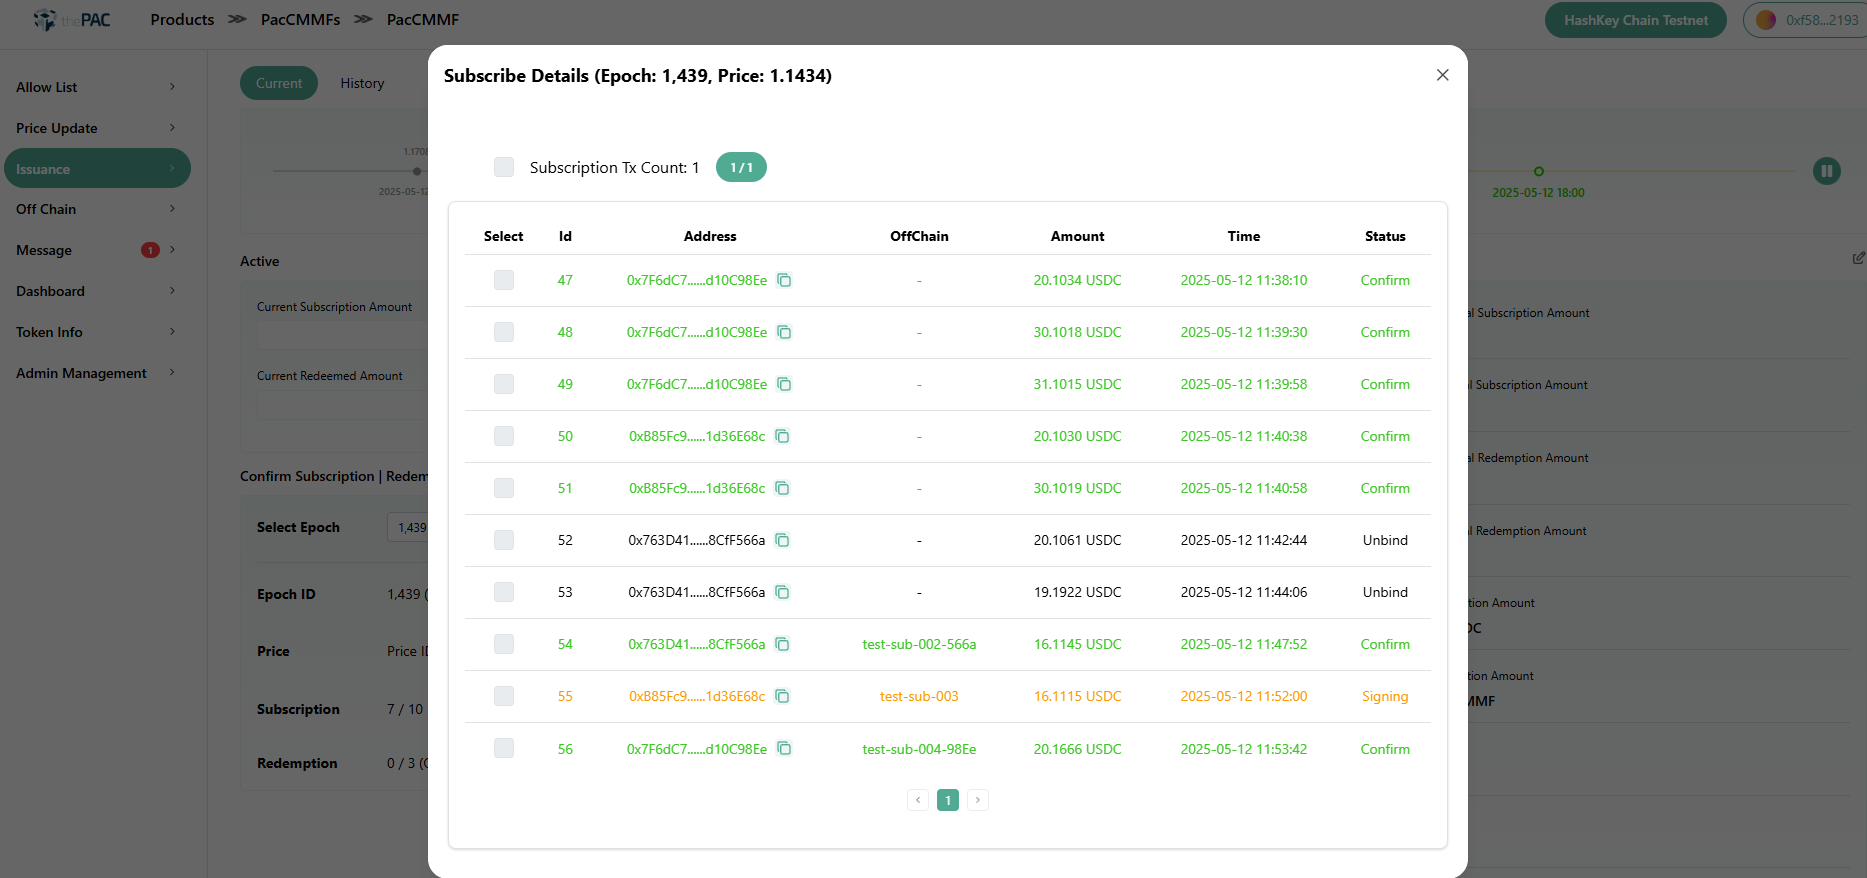 thePAC
Products
PacCMMFs
PacCMMF
HashKey Chain Testnet
0xf58...2193
Allow List
Price Update
Issuance
Off Chain
Message
1
Dashboard
Token Info
Admin Management
Current
History
1.1708
2025-05-12
2025-05-12 18:00
Active
Current Subscription Amount
Current Redeemed Amount
Confirm Subscription | Redem
Select Epoch
1,439
Epoch ID
1,439 (
Price
Price ID
Subscription
7 / 10
Redemption
0 / 3 (
Subscribe Details (Epoch: 1,439, Price: 1.1434)
Subscription Tx Count: 1
1 / 1
Select Id Address OffChain Amount Time Status
47 0x7F6dC7......d10C98Ee - 20.1034 USDC 2025-05-12 11:38:10 Confirm
48 0x7F6dC7......d10C98Ee - 30.1018 USDC 2025-05-12 11:39:30 Confirm
49 0x7F6dC7......d10C98Ee - 31.1015 USDC 2025-05-12 11:39:58 Confirm
50 0xB85Fc9......1d36E68c - 20.1030 USDC 2025-05-12 11:40:38 Confirm
51 0xB85Fc9......1d36E68c - 30.1019 USDC 2025-05-12 11:40:58 Confirm
52 0x763D41......8CfF566a - 20.1061 USDC 2025-05-12 11:42:44 Unbind
53 0x763D41......8CfF566a - 19.1922 USDC 2025-05-12 11:44:06 Unbind
54 0x763D41......8CfF566a test-sub-002-566a 16.1145 USDC 2025-05-12 11:47:52 Confirm
55 0xB85Fc9......1d36E68c test-sub-003 16.1115 USDC 2025-05-12 11:52:00 Signing
56 0x7F6dC7......d10C98Ee test-sub-004-98Ee 20.1666 USDC 2025-05-12 11:53:42 Confirm
1
al Subscription Amount
l Subscription Amount
al Redemption Amount
l Redemption Amount
tion Amount
DC
tion Amount
MMF